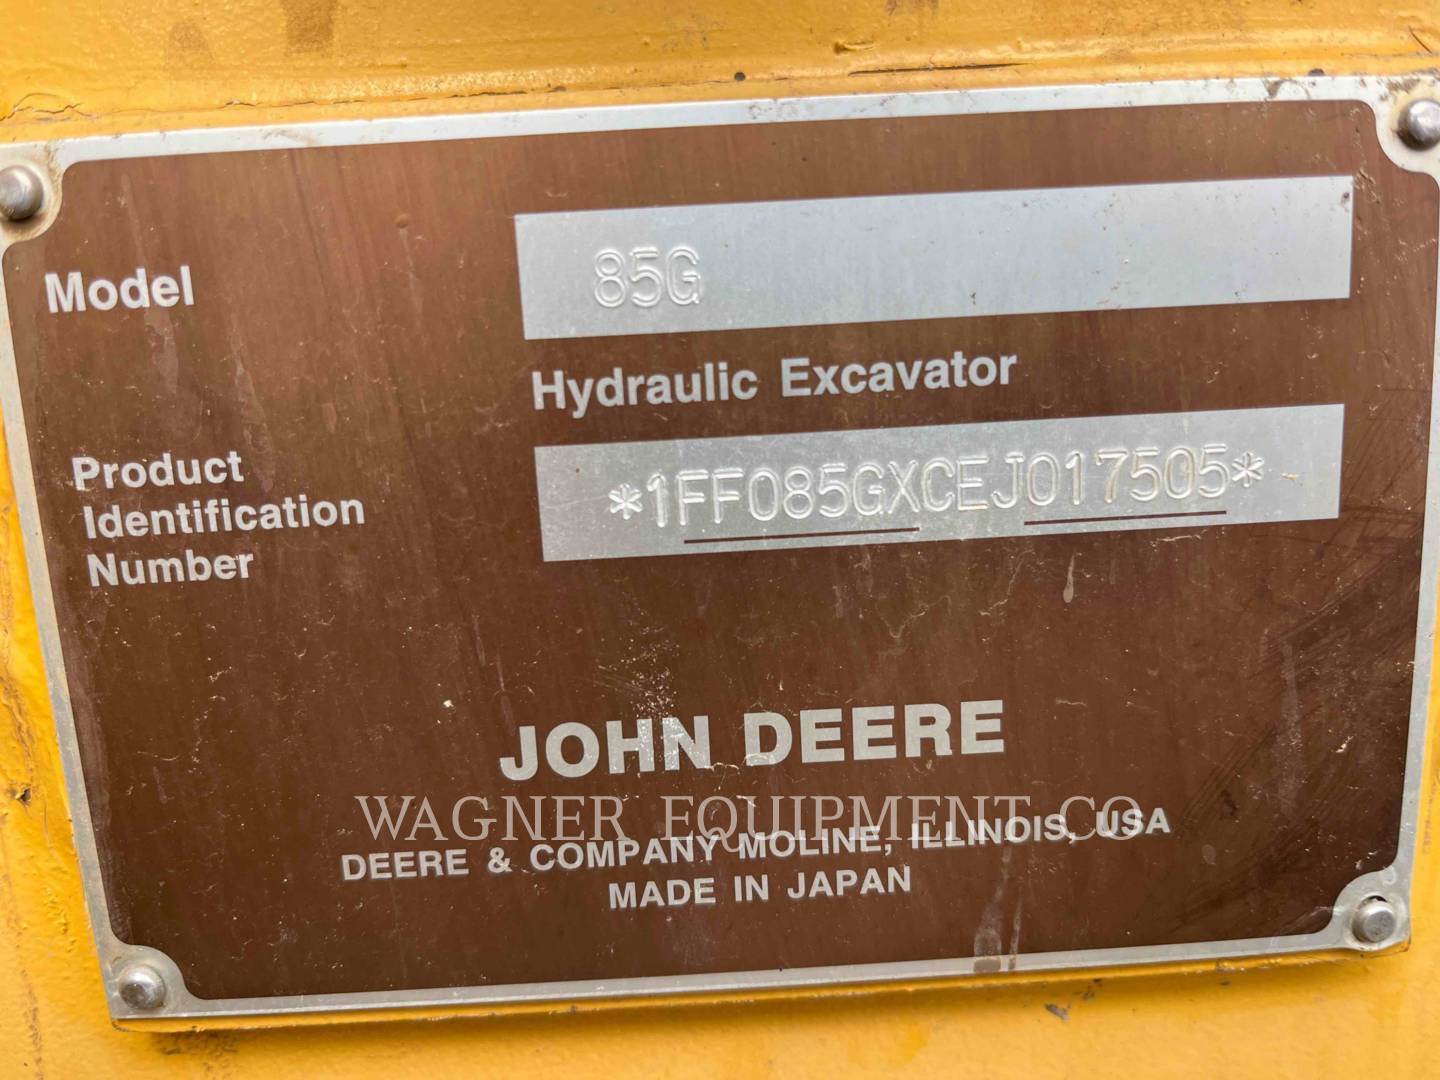 Model 85G
Hydraulic Excavator
Product
Identification
Number
*1FF085GXCEJ017505*
JOHN DEERE
WAGNER EQUIPMENT CO
DEERE & COMPANY MOLINE, ILLINOIS, USA
MADE IN JAPAN